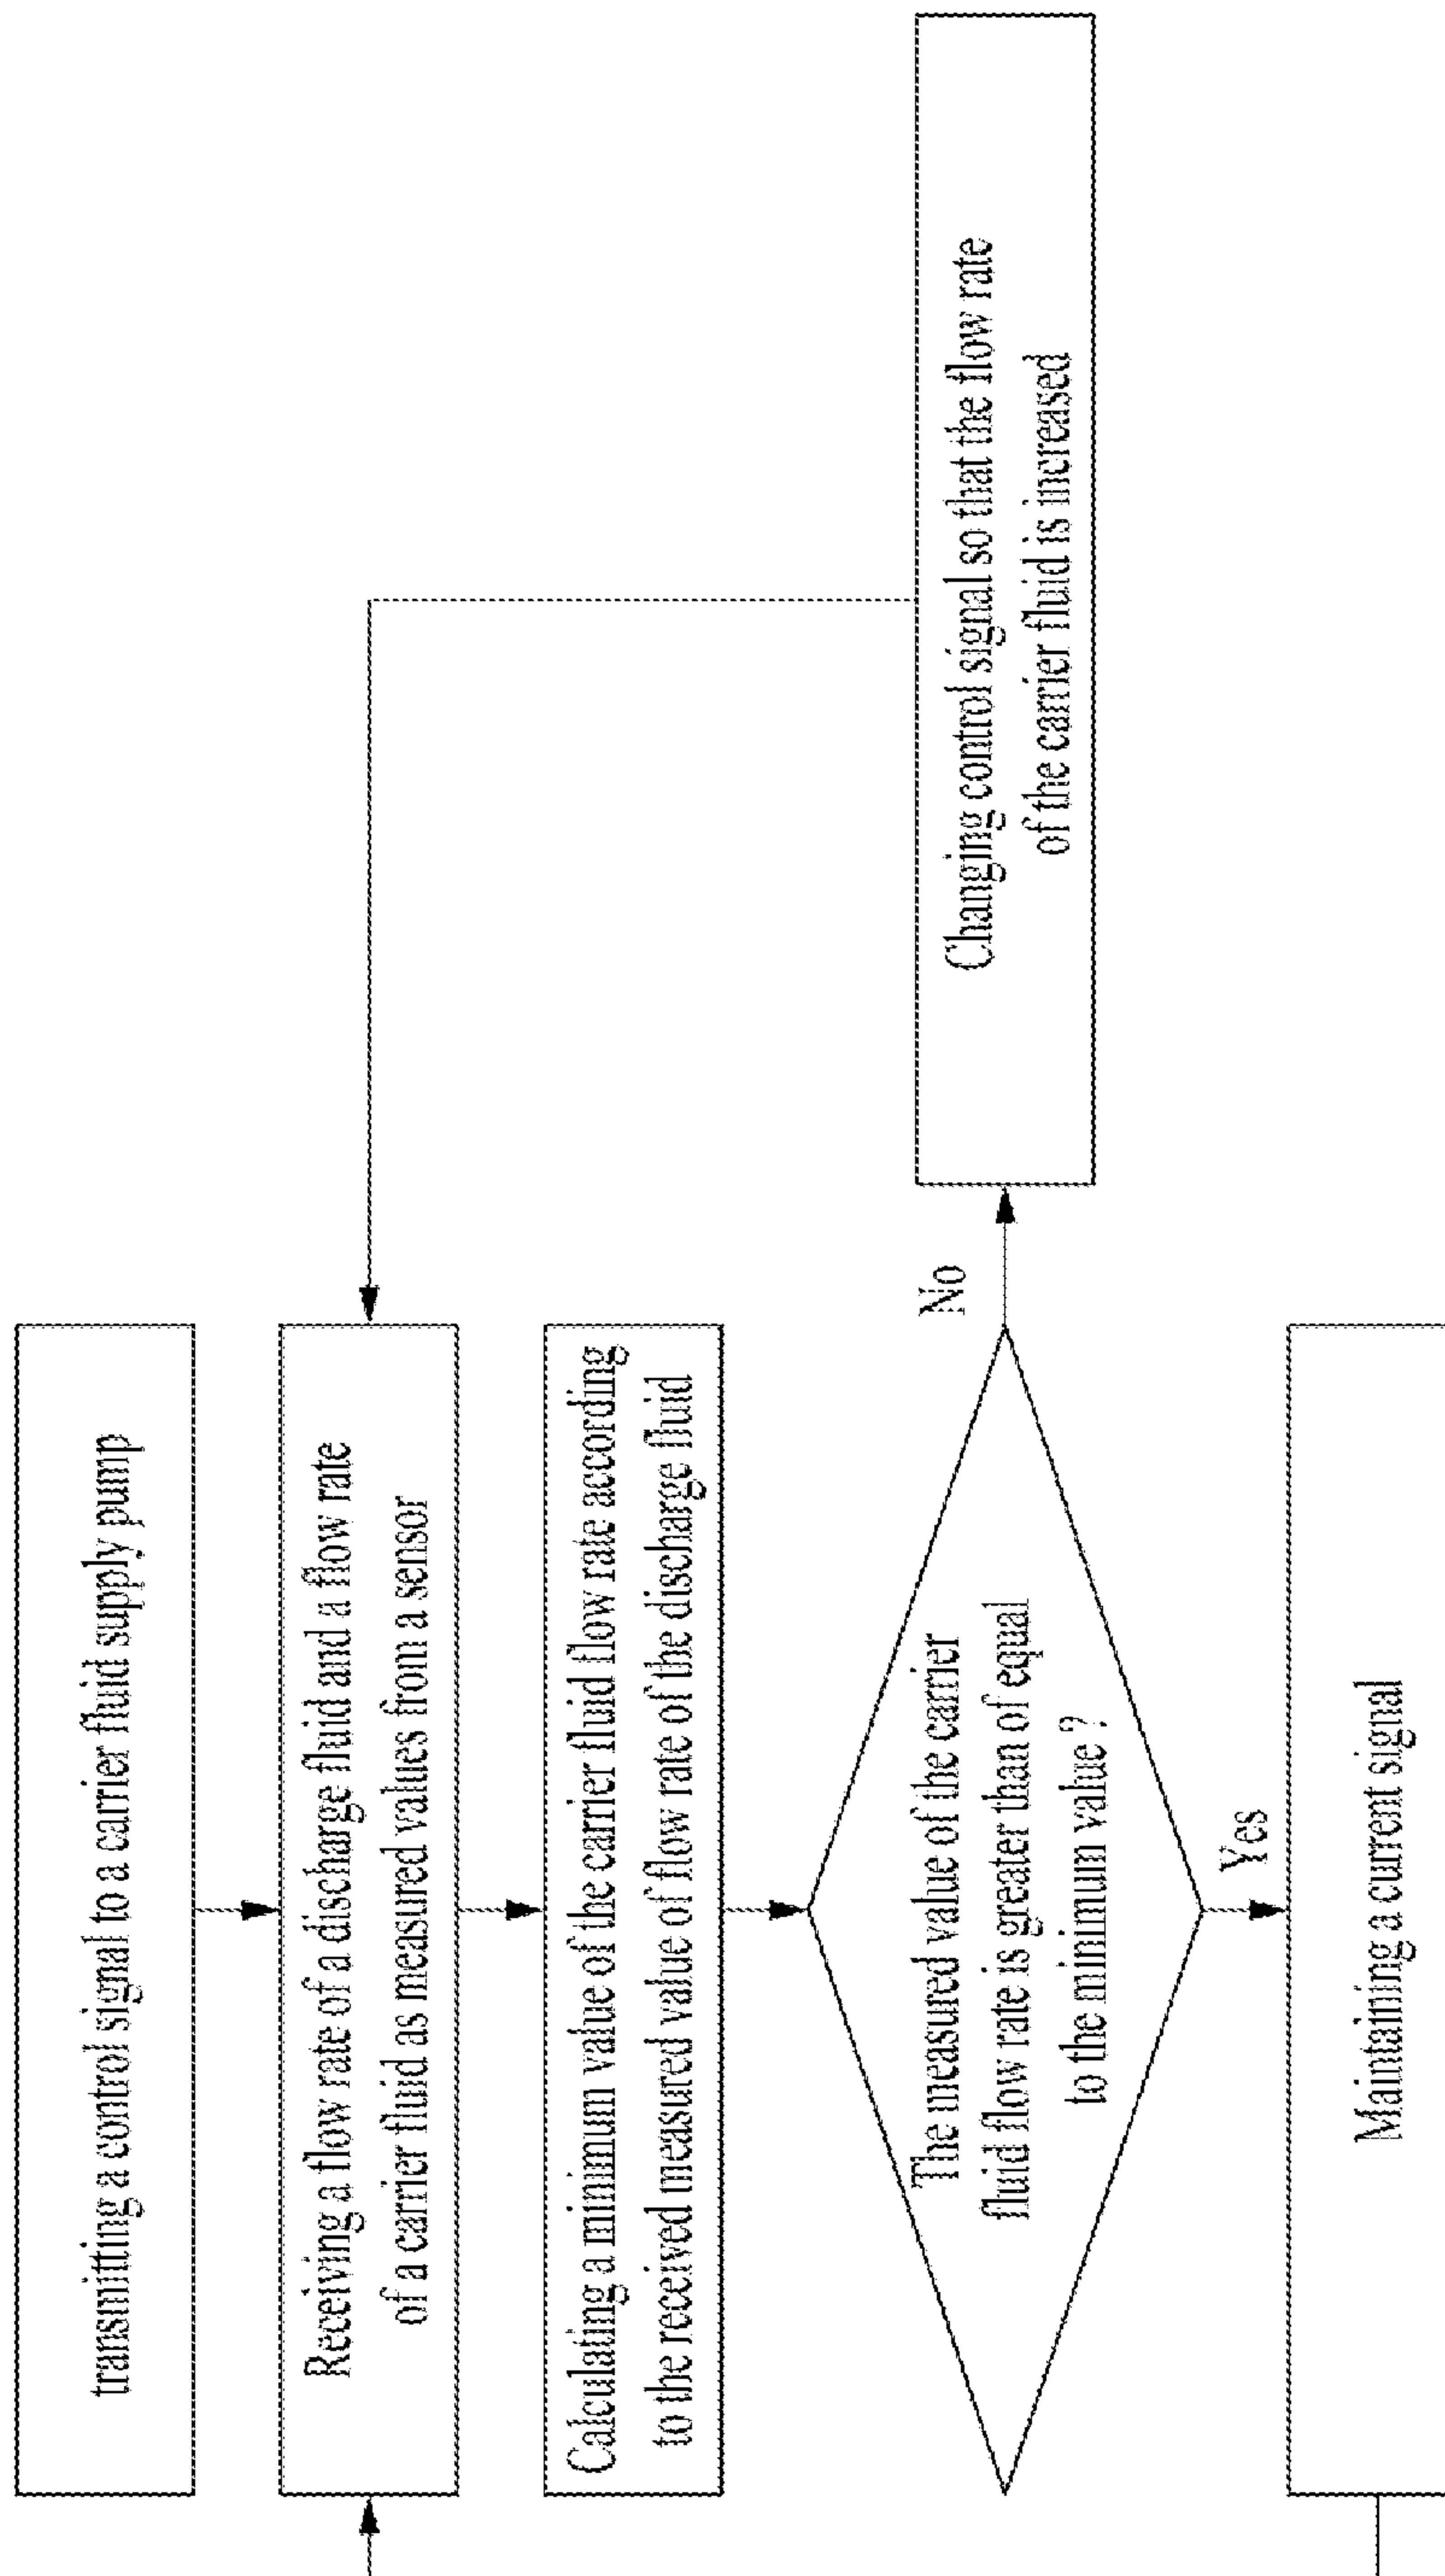 transmitting a control signal to a carrier fluid supply pump
Receiving a flow rate of a discharge fluid and a flow rate
of a carrier fluid as measured values from a sensor
Calculating a minimum value of the carrier fluid flow rate according
to the received measured value of flow rate of the discharge fluid
The measured value of the carrier
fluid flow rate is greater than of equal
to the minimum value ?
No
Changing control signal so that the flow rate
of the carrier fluid is increased
Yes
Maintaining a current signal